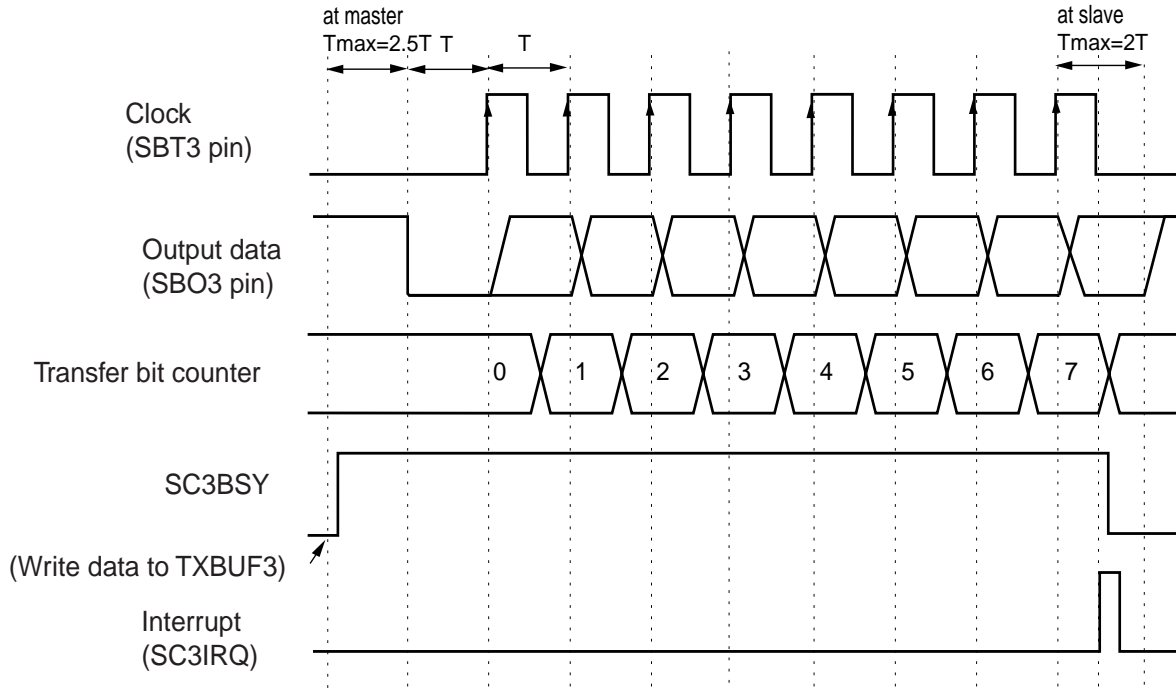 at master
Tmax=2.5T
T
T
at slave
Tmax=2T
Clock
(SBT3 pin)
Output data
(SBO3 pin)
Transfer bit counter
0 1 2 3 4 5 6 7
SC3BSY
(Write data to TXBUF3)
Interrupt
(SC3IRQ)